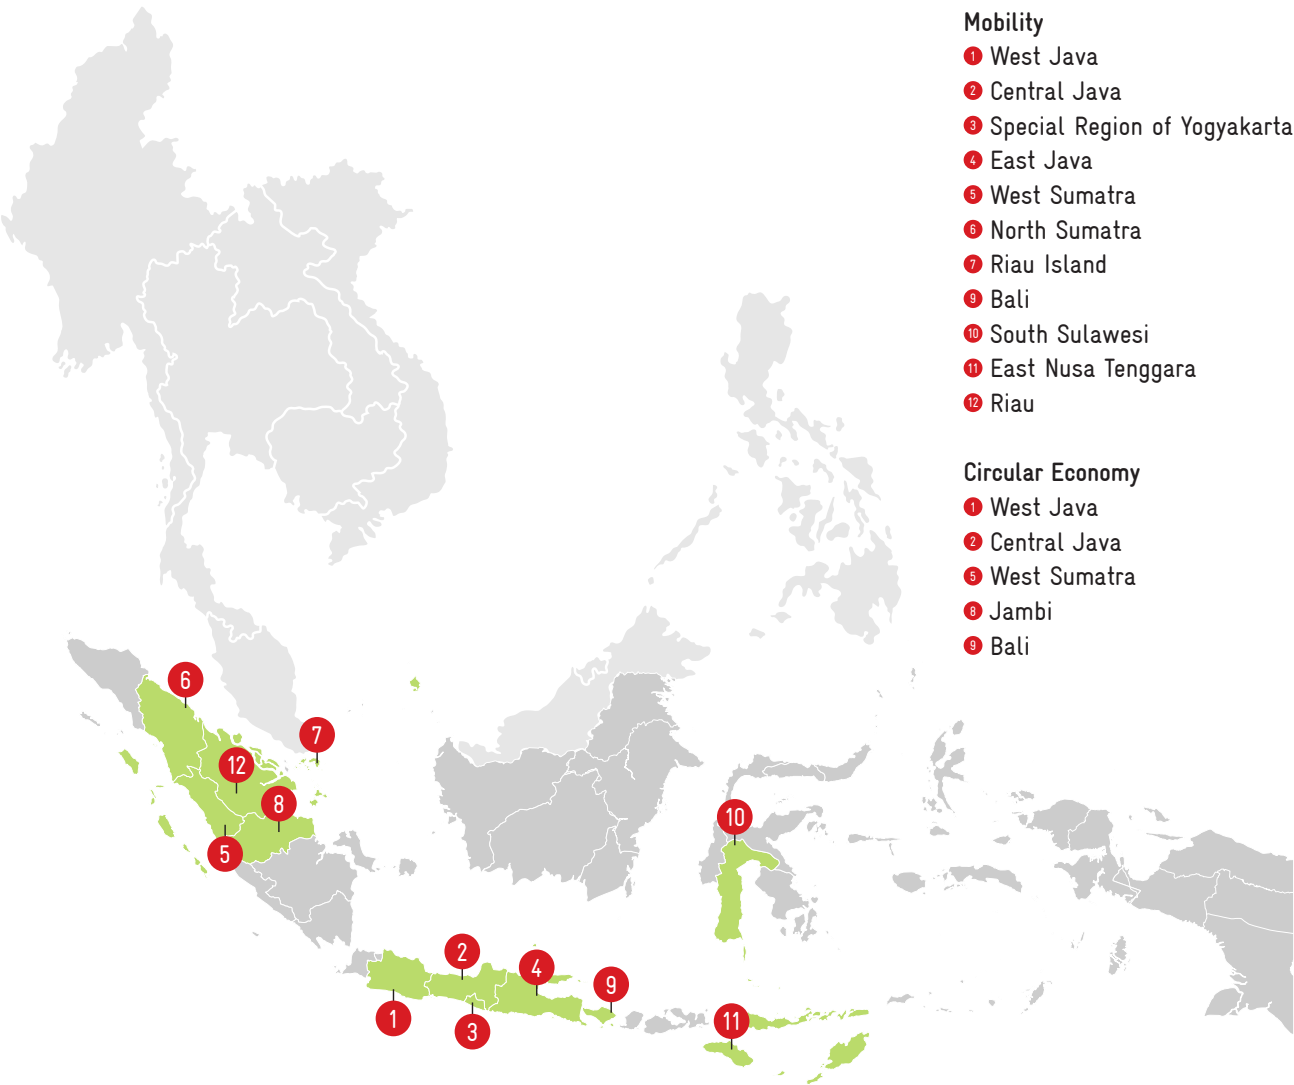 Mobility
1 West Java
2 Central Java
3 Special Region of Yogyakarta
4 East Java
5 West Sumatra
6 North Sumatra
7 Riau Island
9 Bali
10 South Sulawesi
11 East Nusa Tenggara
12 Riau
Circular Economy
1 West Java
2 Central Java
5 West Sumatra
8 Jambi
9 Bali
6
7
12
8
10
5
2
4
9
1
3
11